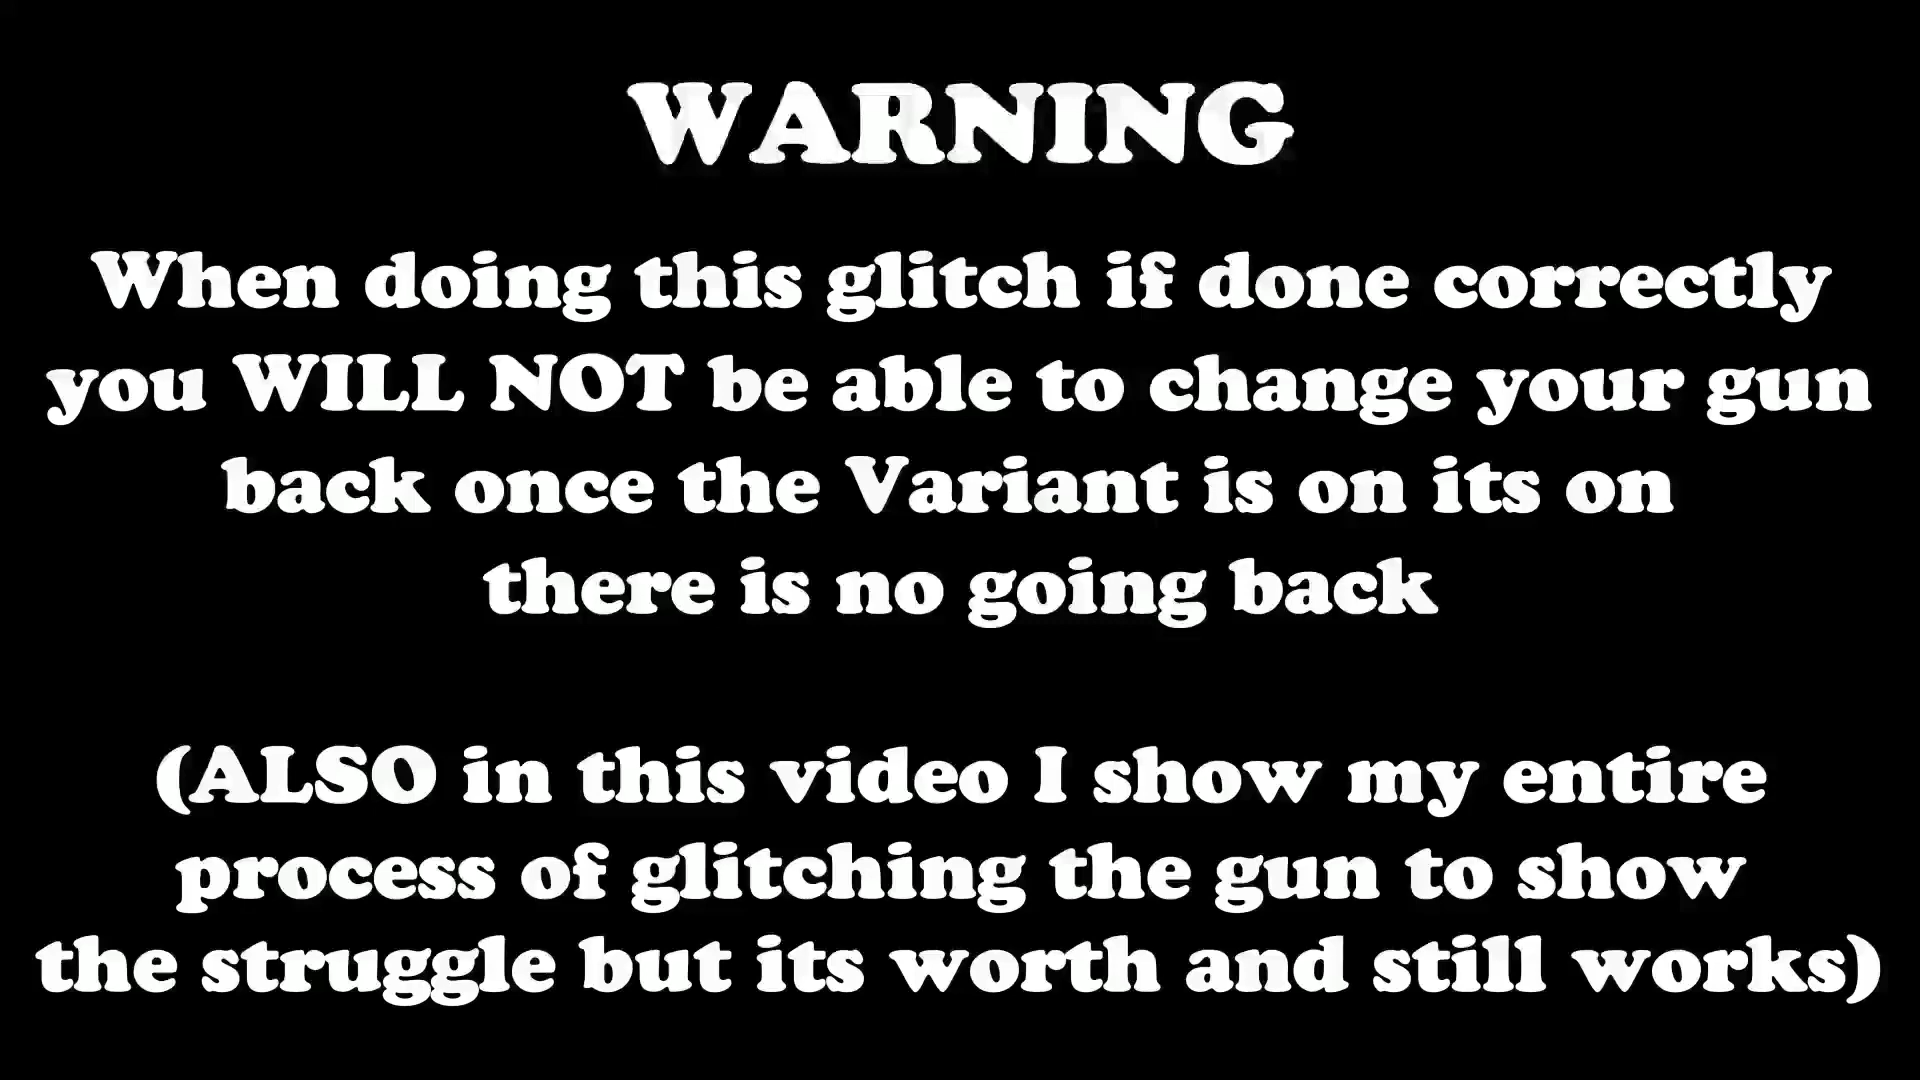 WARNING
When doing this glitch if done correctly
you WILL NOT be able to change your gun
back once the Variant is on its on
there is no going back
(ALSO in this video I show my entire
process of glitching the gun to show
the struggle but its worth and still works)